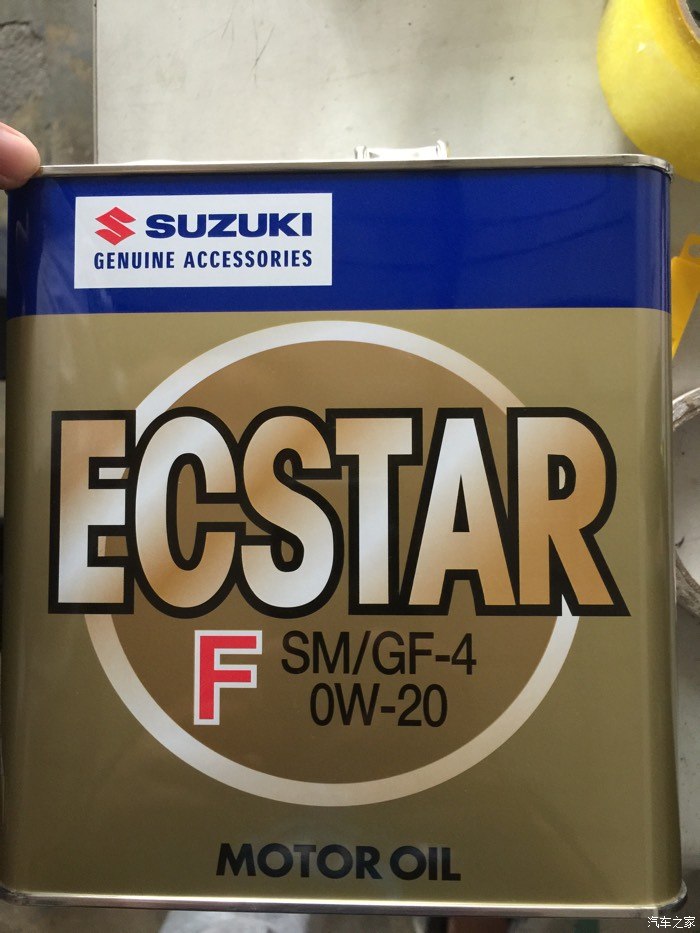 SUZUKI
GENUINE ACCESSORIES
ECSTAR
F SM/GF-4
0W-20
MOTOR OIL
汽车之家